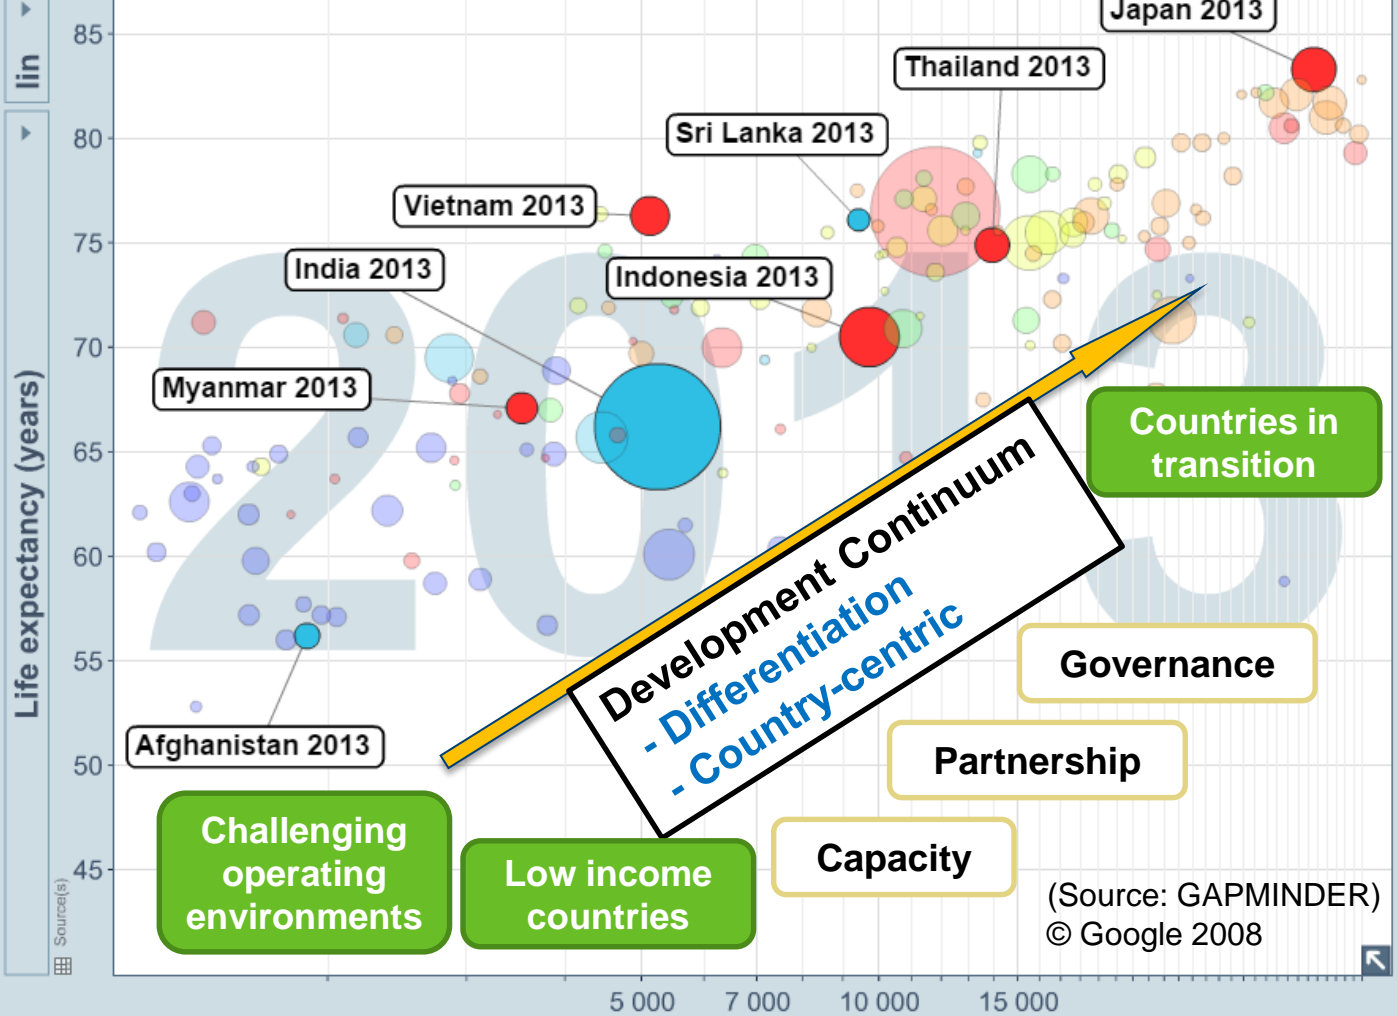 Japan 2013
85
lin
Thailand 2013
80
Sri Lanka 2013
Vietnam 2013
75
India 2013
Indonesia 2013
2013
70
Myanmar 2013
Life expectancy (years)
Countries in
transition
65
Development Continuum
- Differentiation
- Country-centric
60
55
Governance
Afghanistan 2013
50
Partnership
Challenging
operating
environments
Low income
countries
Capacity
45
(Source: GAPMINDER)
© Google 2008
Source(s)
5 000
7 000
10 000
15 000